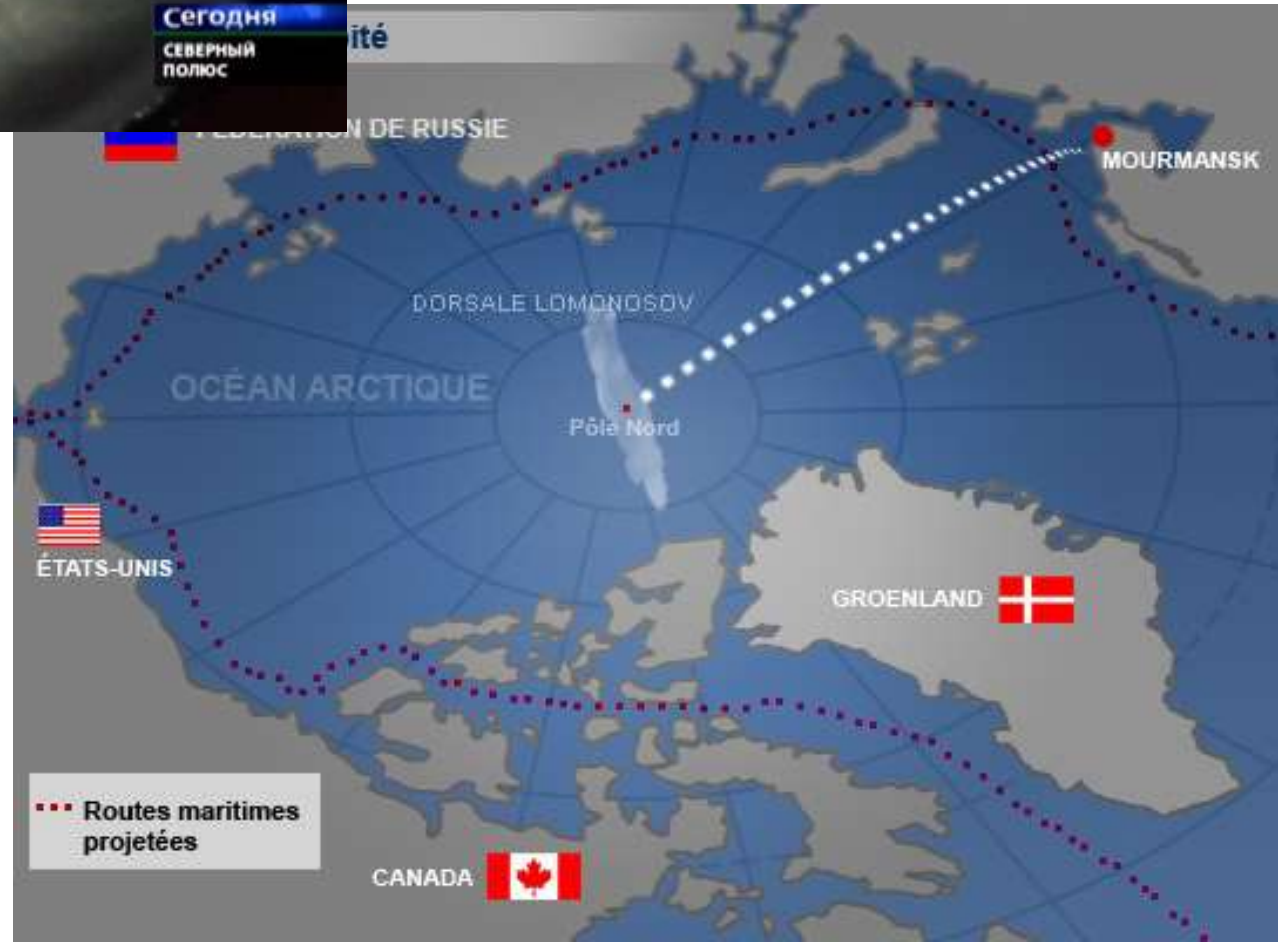 Сегодня
СЕВЕРНЫЙ
ПОЛЮС
ité
FÉDÉRATION DE RUSSIE
MOURMANSK
DORSALE LOMONOSOV
OCÉAN ARCTIQUE
Pôle Nord
ÉTATS-UNIS
GROENLAND
Routes maritimes
projetées
CANADA